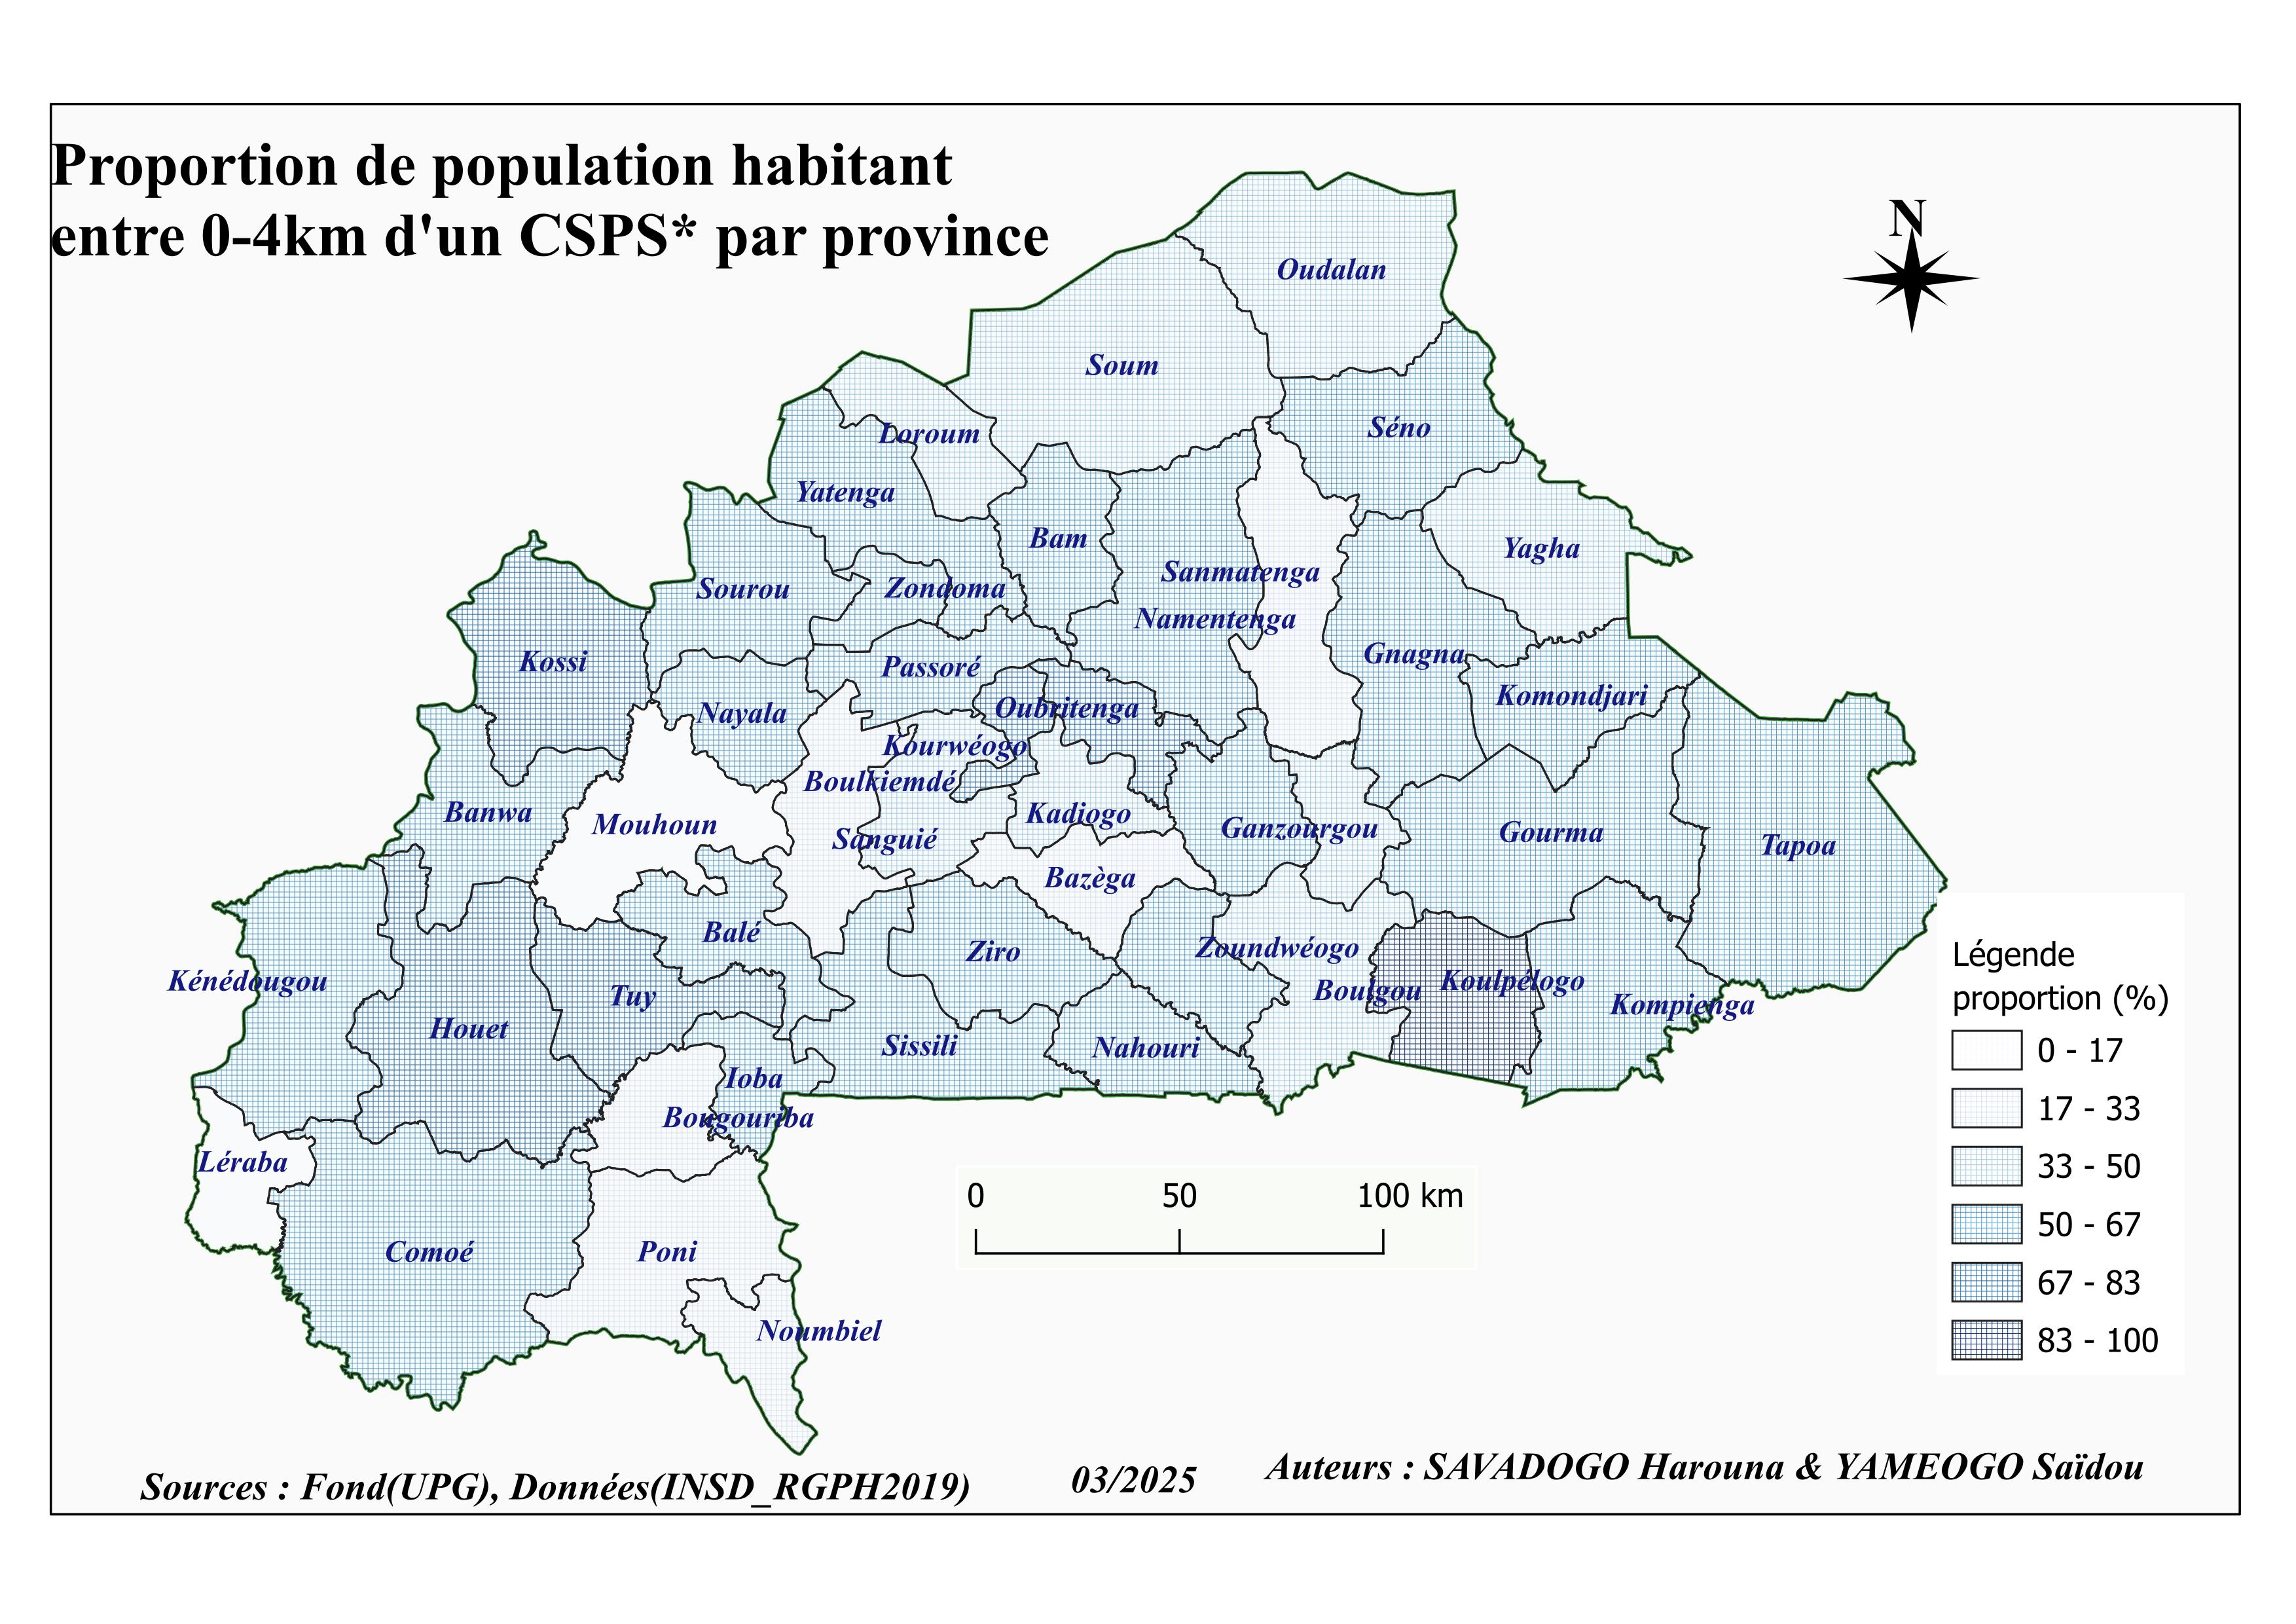 Proportion de population habitant
entre 0-4km d'un CSPS* par province
N
Oudalan
Soum
Séno
Loroum
Yatenga
Bam
Yagha
Sanmatenga
Sourou
Zondoma
Namentenga
Kossi
Passoré
Gnagna
Komondjari
Nayala
Oubritenga
Kourwéogo
Boulkiemdé
Banwa
Mouhoun
Kadiogo
Sanguié
Ganzourgou
Gourma
Tapoa
Bazèga
Balé
Ziro
Zoundwéogo
Légende
proportion (%)
Kénédougou
Tuy
Boulgou
Koulpélogo
Kompienga
Houet
Sissili
Nahouri
0 - 17
Ioba
Bougouriba
17 - 33
Léraba
33 - 50
0 50 100 km
50 - 67
Comoé
Poni
67 - 83
Noumbiel
83 - 100
Sources : Fond(UPG), Données(INSD_RGPH2019)
03/2025
Auteurs : SAVADOGO Harouna & YAMEOGO Saïdou